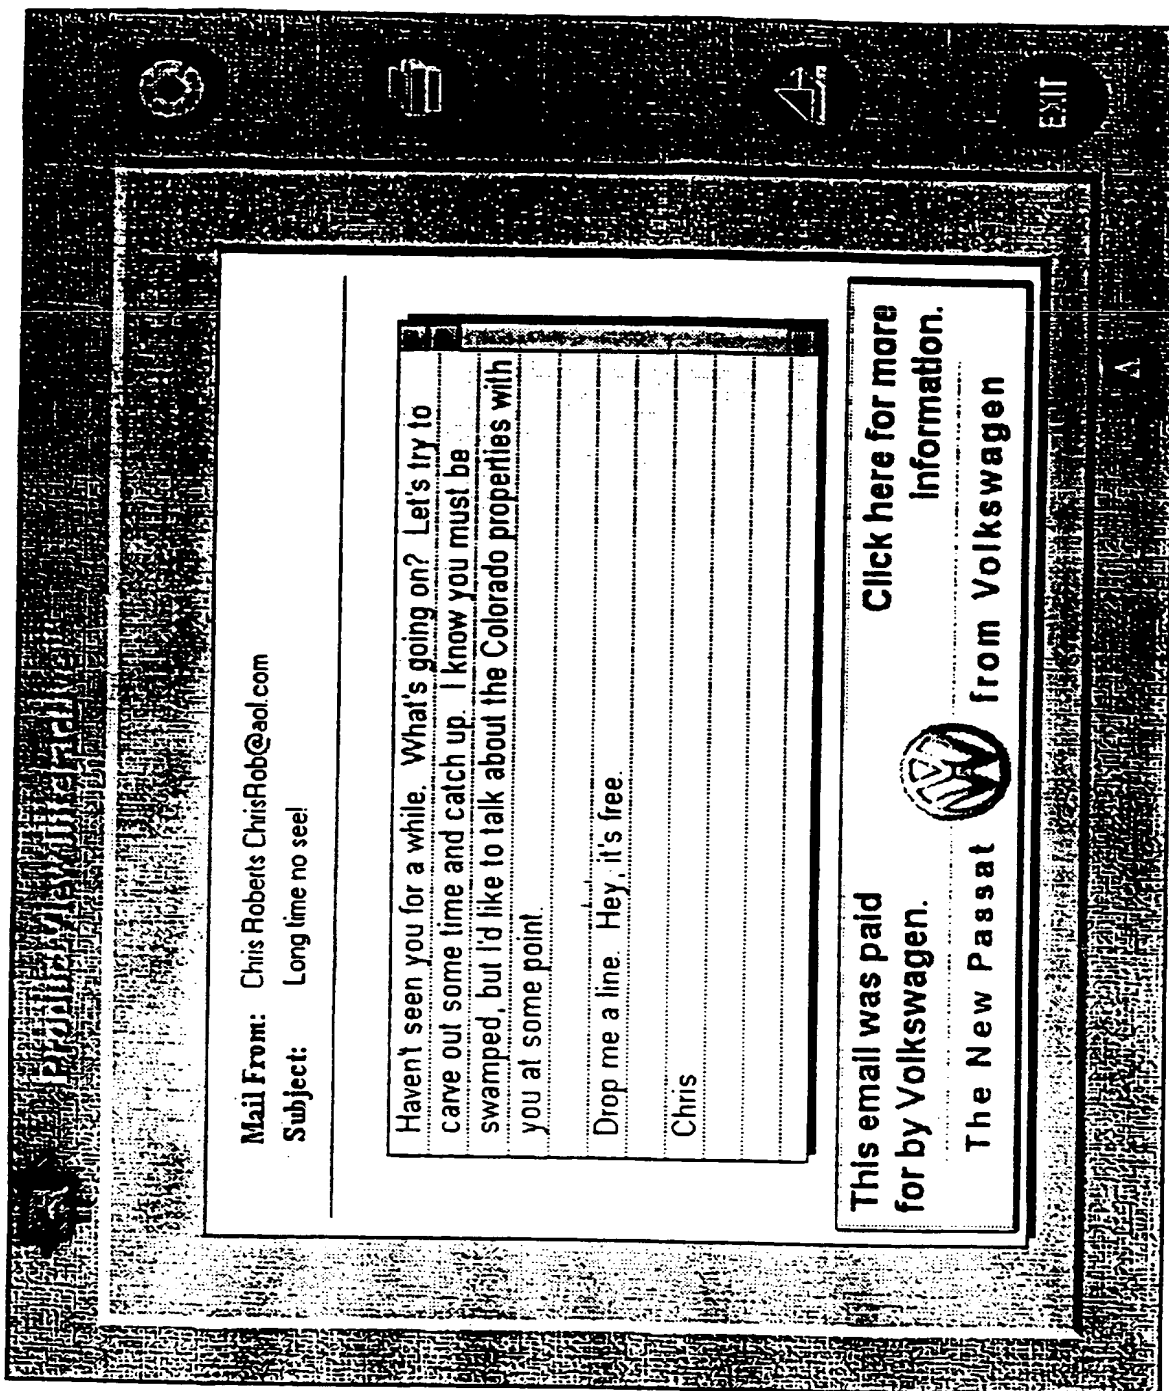 Mail From: Chris Roberts ChrisRob@aol.com
Subject: Long time no see!
Haven't seen you for a while. What's going on? Let's try to
carve out some time and catch up. I know you must be
swamped, but I'd like to talk about the Colorado properties with
you at some point.
Drop me a line. Hey, it's free.
Chris
This email was paid
for by Volkswagen.
Click here for more
information.
The New Passat from Volkswagen
EXIT